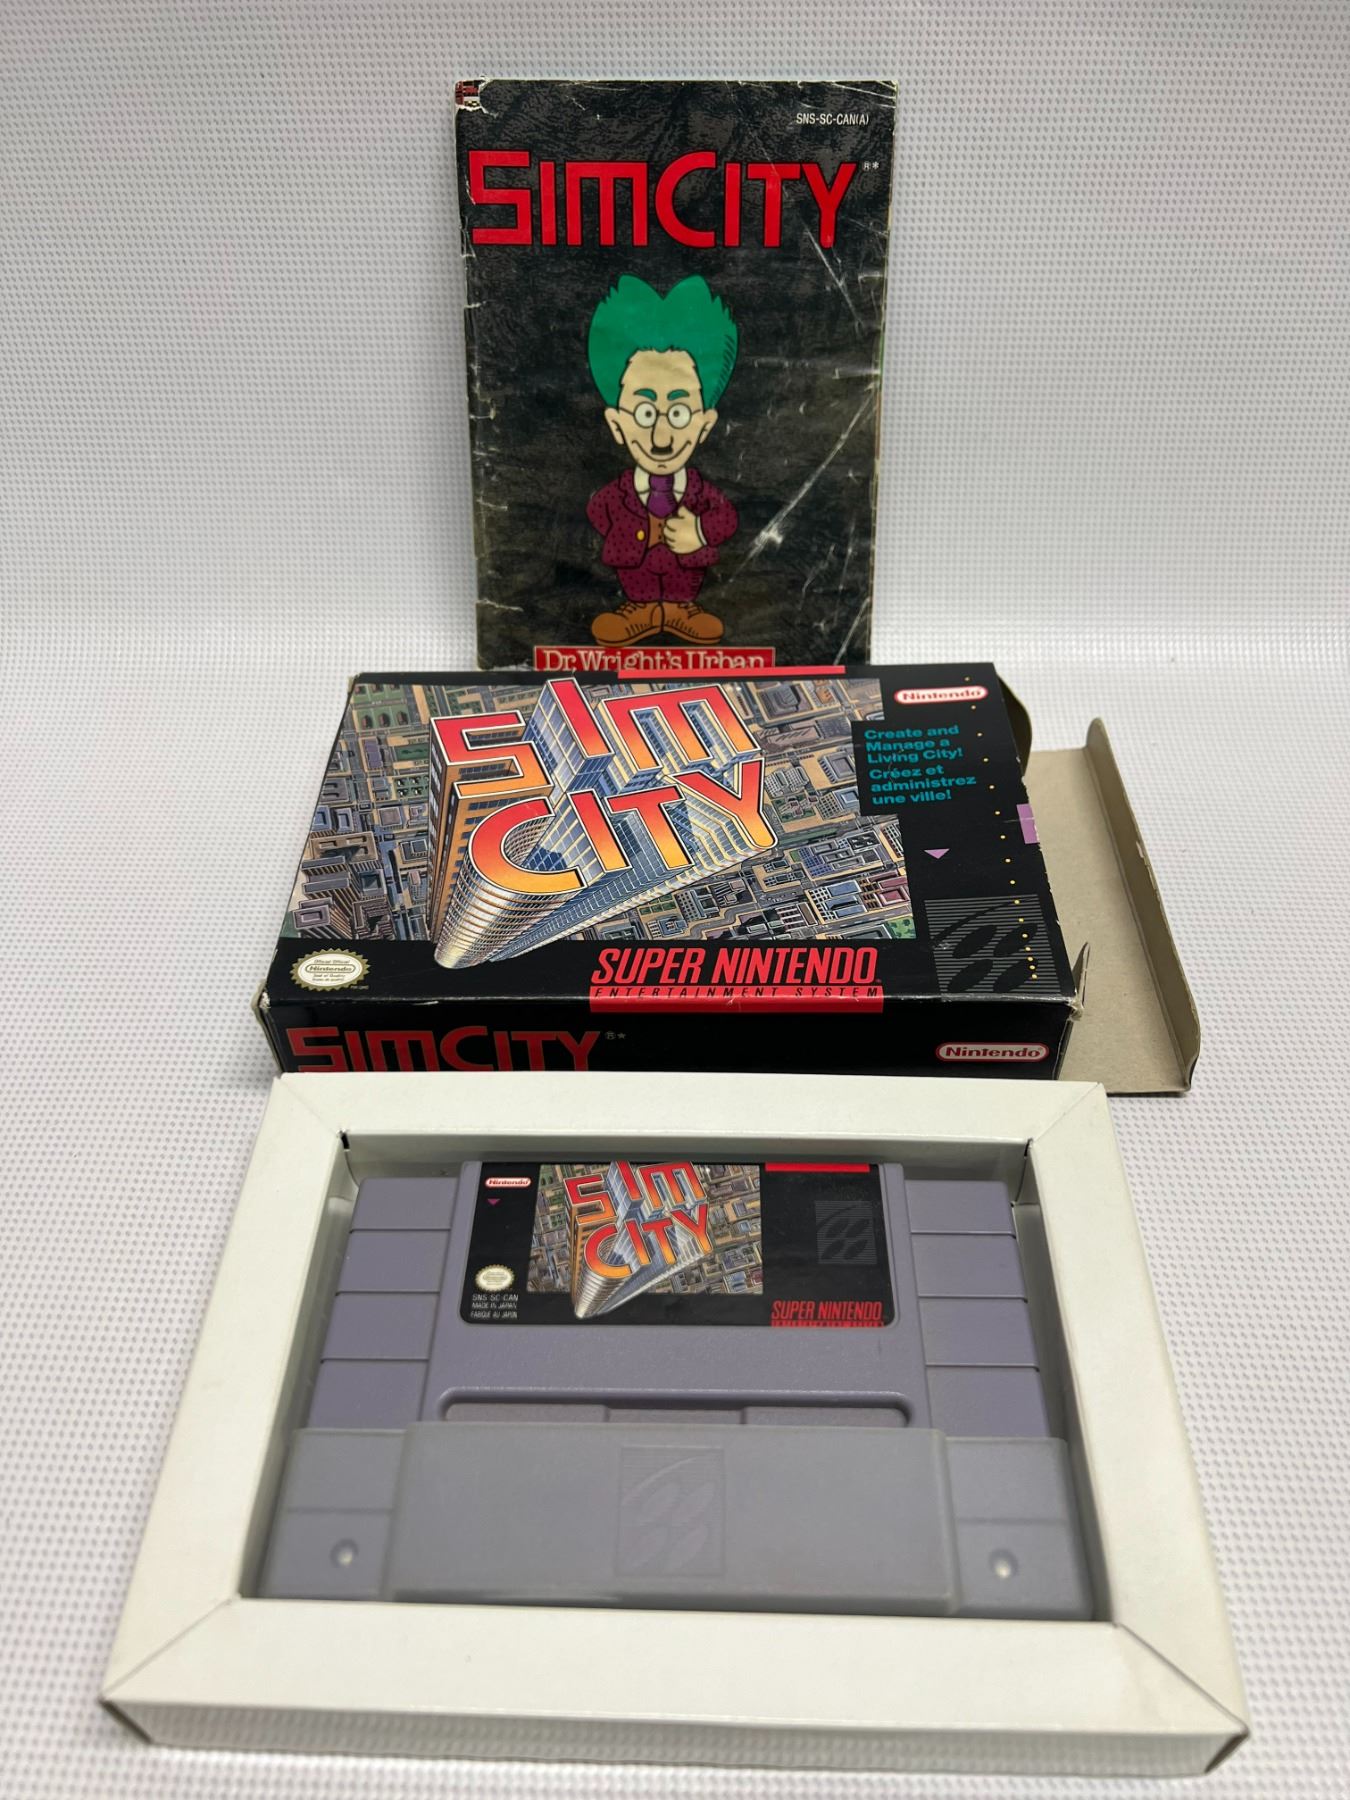 SNS-SC-CAN(A)
SIMCITY®*
Dr. Wright's Urban
SIM
CITY
Nintendo
Create and
Manage a
Living City!
Créez et
administrez
une ville!
Nintendo
SUPER NINTENDO
ENTERTAINMENT SYSTEM
SIMCITY®*
Nintendo
Nintendo
SIM
CITY
SNS-SC-CAN
MADE IN JAPAN
FABRIQUÉ AU JAPON
SUPER NINTENDO